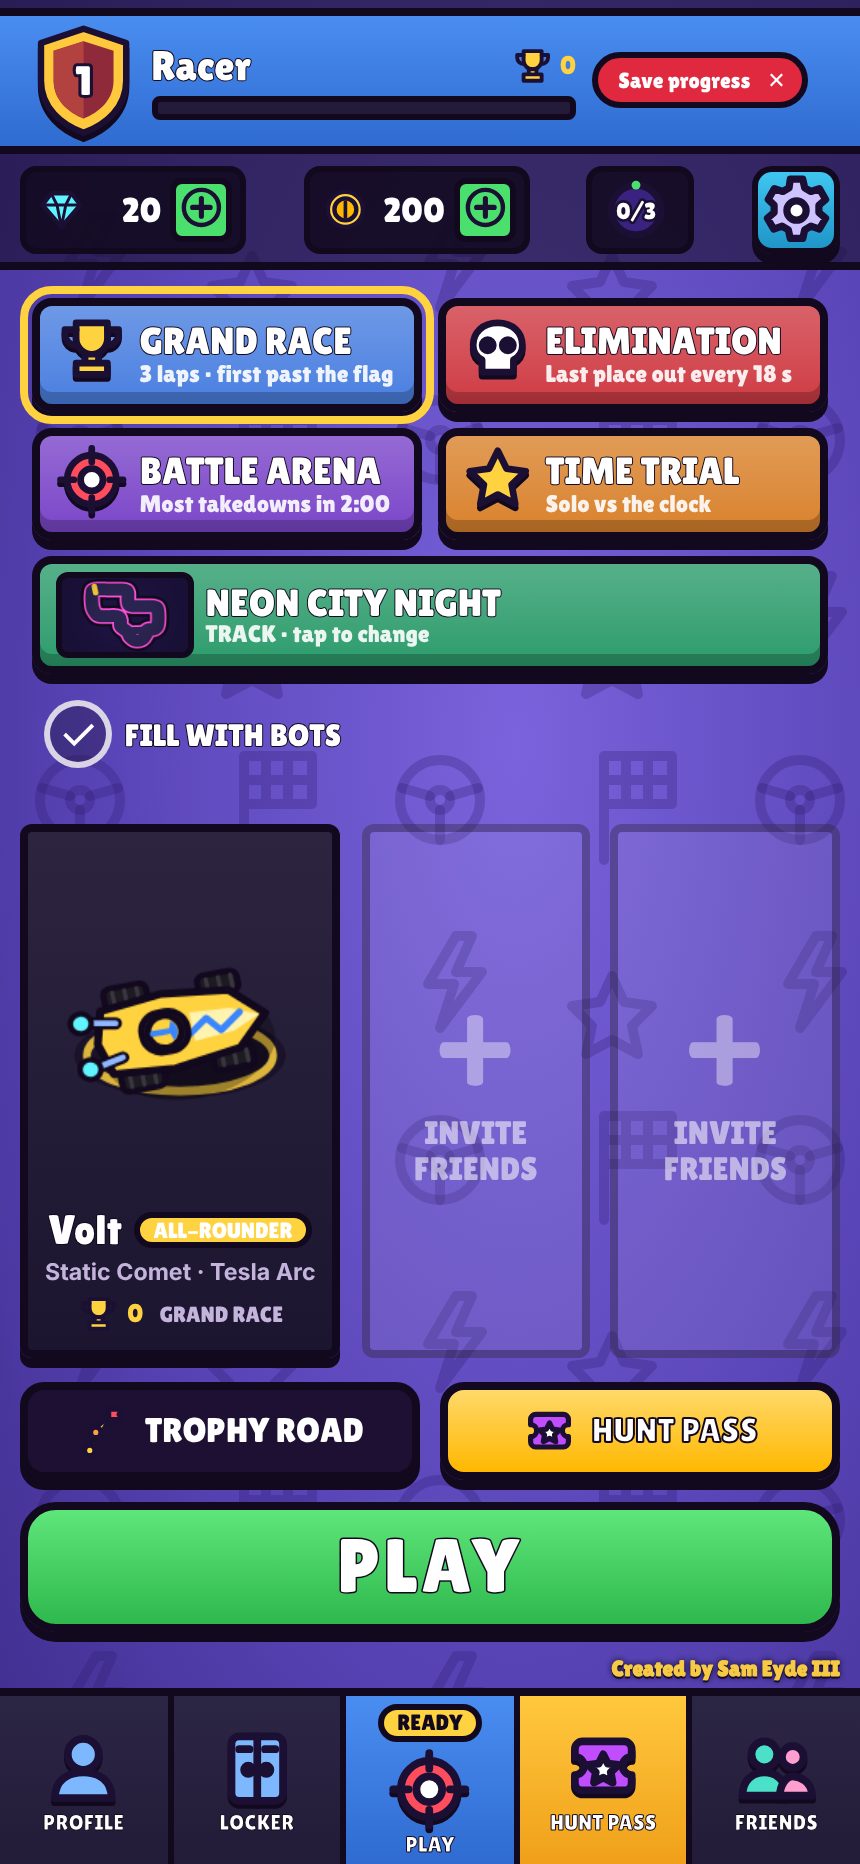 1
Racer
0
Save progress ×
20
200
0/3
GRAND RACE
3 laps · first past the flag
ELIMINATION
Last place out every 18 s
BATTLE ARENA
Most takedowns in 2:00
TIME TRIAL
Solo vs the clock
NEON CITY NIGHT
TRACK · tap to change
FILL WITH BOTS
INVITE
FRIENDS
INVITE
FRIENDS
Volt ALL-ROUNDER
Static Comet · Tesla Arc
0 GRAND RACE
TROPHY ROAD
HUNT PASS
PLAY
Created by Sam Eyde III
PROFILE
LOCKER
READY
PLAY
HUNT PASS
FRIENDS